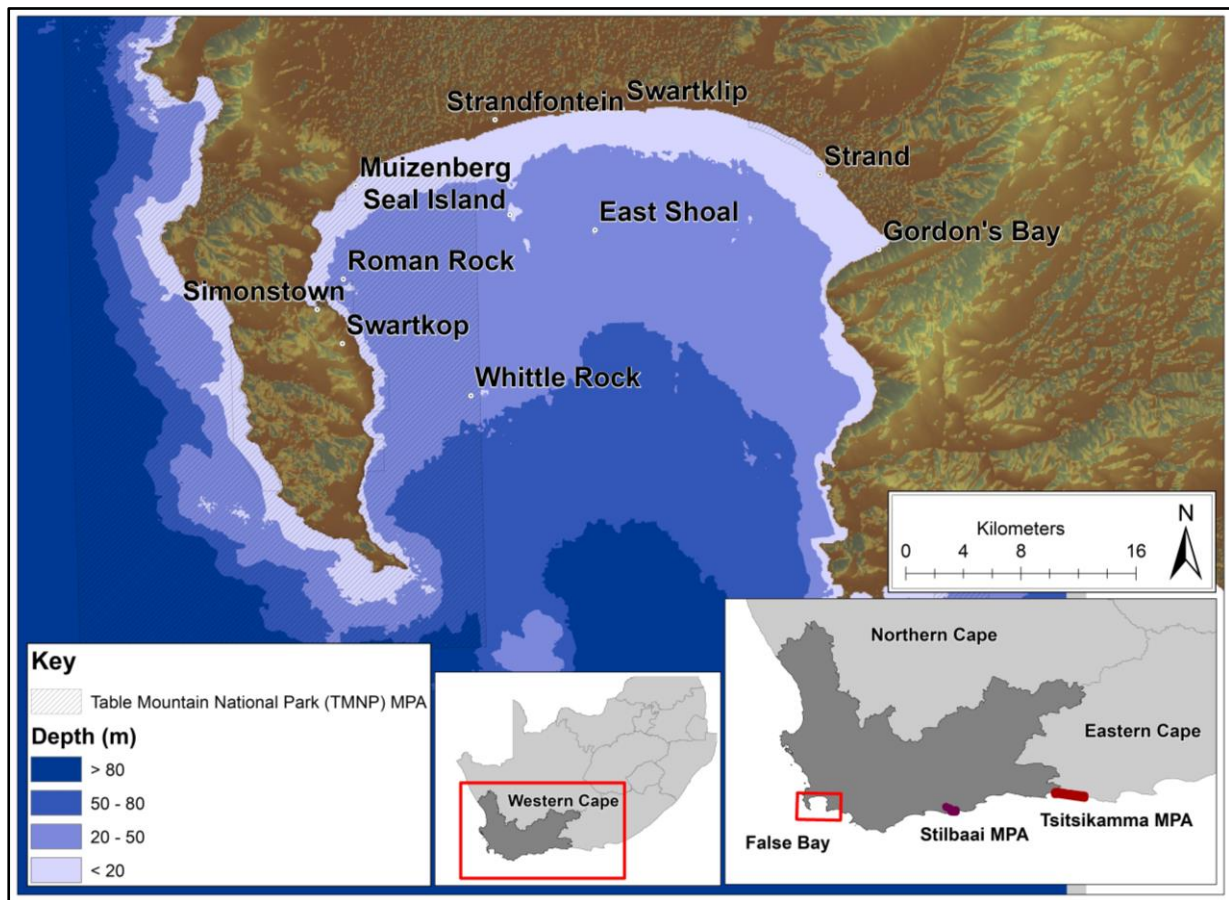 Swartklip
Strandfontein
Strand
Muizenberg
Seal Island
East Shoal
Gordon's Bay
Roman Rock
Simonstown
Swartkop
Whittle Rock
Kilometers
N
0 4 8 16
Key
Table Mountain National Park (TMNP) MPA
Depth (m)
> 80
50 - 80
20 - 50
< 20
Western Cape
Northern Cape
Eastern Cape
Tsitsikamma MPA
Stilbaai MPA
False Bay